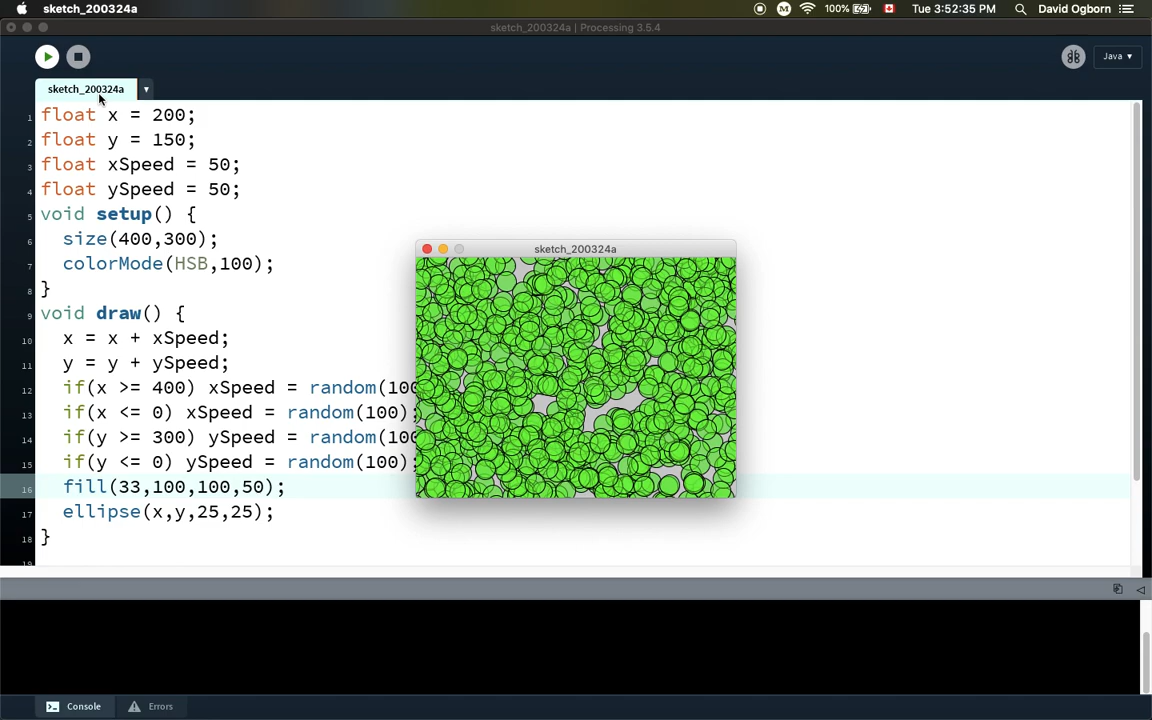 sketch_200324a
100%
Tue 3:52:35 PM
David Ogborn
sketch_200324a | Processing 3.5.4
Java ▾
sketch_200324a
1 float x = 200;
2 float y = 150;
3 float xSpeed = 50;
4 float ySpeed = 50;
5 void setup() {
6 size(400,300);
7 colorMode(HSB,100);
8 }
9 void draw() {
10 x = x + xSpeed;
11 y = y + ySpeed;
12 if(x >= 400) xSpeed = random(100
13 if(x <= 0) xSpeed = random(100);
14 if(y >= 300) ySpeed = random(100
15 if(y <= 0) ySpeed = random(100);
16 fill(33,100,100,50);
17 ellipse(x,y,25,25);
18 }
19
sketch_200324a
Console
Errors